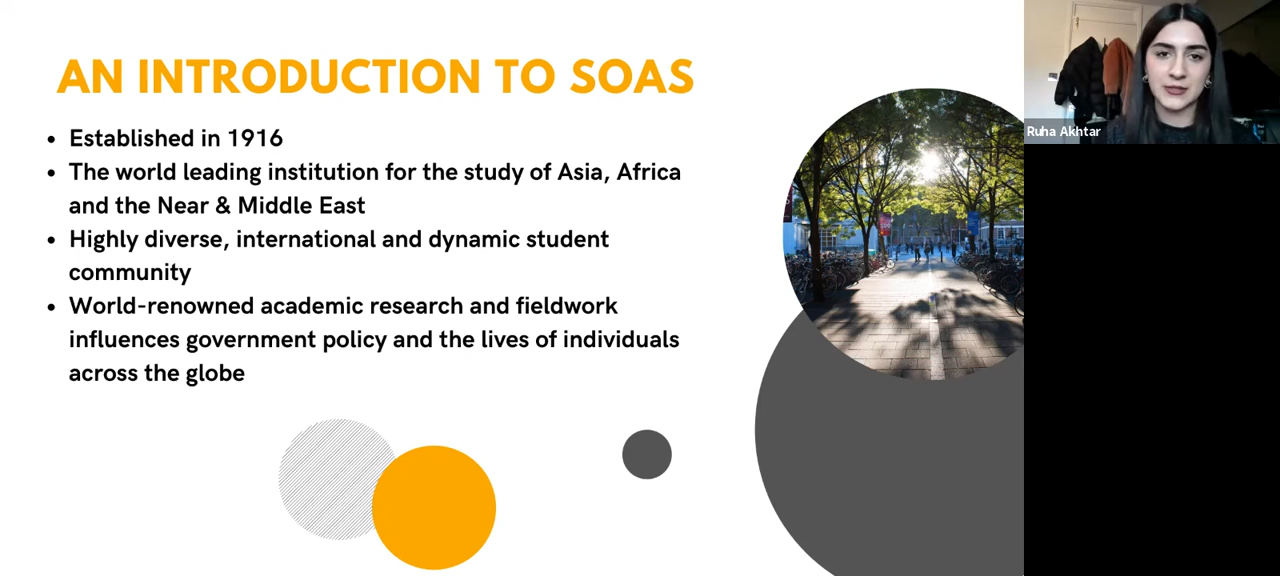 AN INTRODUCTION TO SOAS
Established in 1916
The world leading institution for the study of Asia, Africa
and the Near & Middle East
Highly diverse, international and dynamic student
community
World-renowned academic research and fieldwork
influences government policy and the lives of individuals
across the globe
Ruha Akhtar